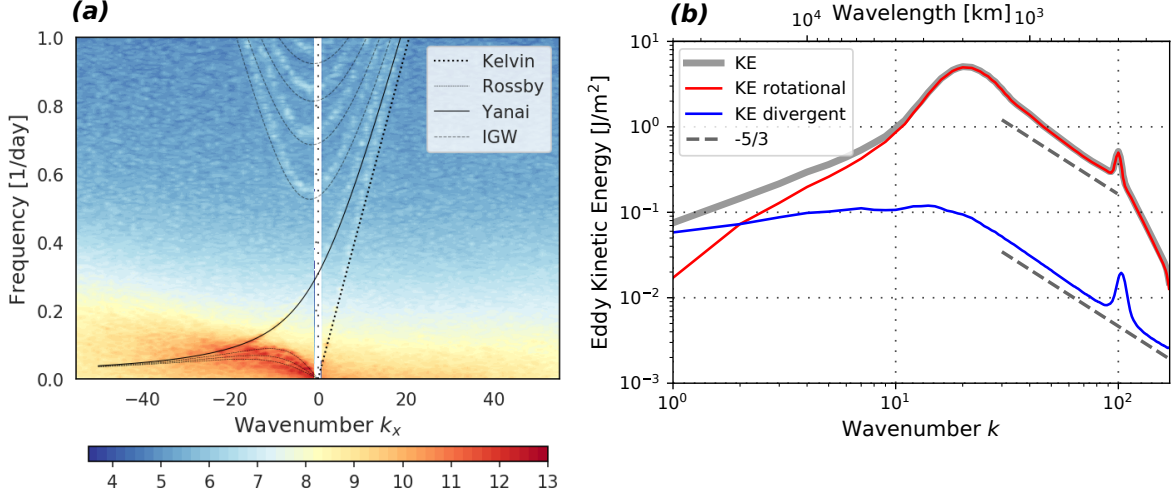 (a)
1.0
0.8
0.6
0.4
0.2
0.0
Frequency [1/day]
Kelvin
Rossby
Yanai
IGW
−40
−20
0
20
40
Wavenumber k_x
4
5
6
7
8
9
10
11
12
13
(b)
10^4
Wavelength [km]
10^3
10^1
10^0
10^−1
10^−2
10^−3
Eddy Kinetic Energy [J/m^2]
KE
KE rotational
KE divergent
-5/3
10^0
10^1
10^2
Wavenumber k